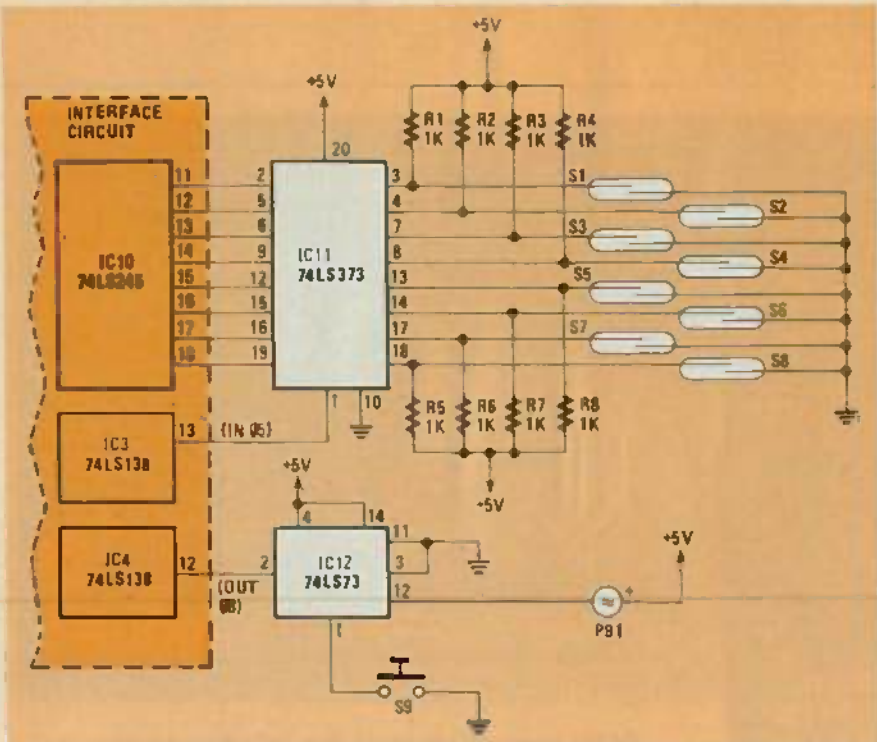 +5V
+5V
INTERFACE
CIRCUIT
R1
1K
R2
1K
R3
1K
R4
1K
20
11
12
13
14
15
16
17
18
2
5
6
9
12
15
16
19
3
4
7
8
13
14
17
18
IC10
74LS245
IC11
74LS373
S1
S2
S3
S4
S5
S6
S7
S8
1
10
IC3
74LS138
13
(IN 05)
R5
1K
R6
1K
R7
1K
R8
1K
+5V
+5V
4
14
11
3
12
IC4
74LS138
12
2
(OUT
IC12
74LS73
+5V
+
1
S9